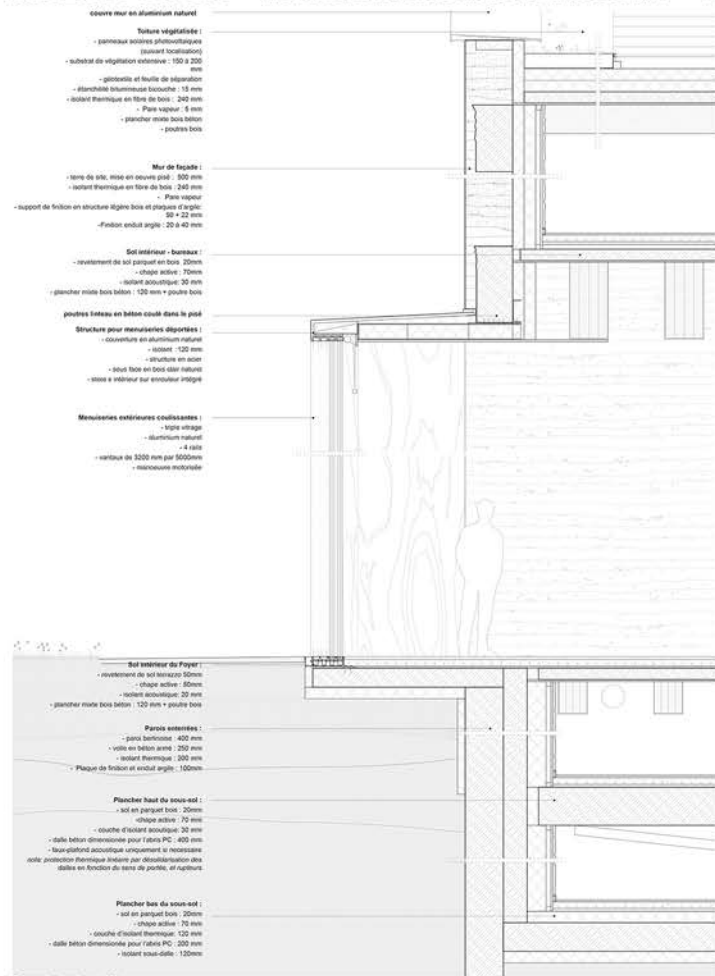 couvre mur en aluminium naturel
Toiture végétalisée :
- panneaux solaires photovoltaïques
(suivant localisation)
- substrat de végétation extensive : 150 à 200
mm
- géotextile et feuille de séparation
- étanchéité bitumineuse bicouche : 15 mm
- isolant thermique en fibre de bois : 240 mm
- Pare vapeur : 5 mm
- plancher mixte bois béton
- poutres bois
Mur de façade :
- terre de site, mise en oeuvre pisé : 500 mm
- isolant thermique en fibre de bois : 240 mm
- Pare vapeur
- support de finition en structure légère bois et plaques d'argile:
50 + 22 mm
-Finition enduit argile : 20 à 40 mm
Sol intérieur - bureaux :
- revetement de sol parquet en bois 20mm
- chape active : 70mm
- isolant acoustique: 30 mm
- plancher mixte bois béton : 120 mm + poutre bois
poutres linteau en béton coulé dans le pisé
Structure pour menuiseries déportées :
- couverture en aluminium naturel
- isolant :120 mm
- structure en acier
- sous face en bois clair naturel
- store intérieur sur enrouleur intégré
Menuiseries extérieures coulissantes :
- triple vitrage
- aluminium naturel
- 4 rails
- vantaux de 3200 mm par 5000mm
- manoeuvre motorisée
Sol intérieur du Foyer :
- revetement de sol terrazzo 50mm
- chape active : 80mm
- isolant acoustique: 20 mm
- plancher mixte bois béton : 120 mm + poutre bois
Parois enterrées :
- paroi berlinoise : 400 mm
- voile en béton armé : 250 mm
- isolant thermique : 200 mm
- Plaque de finition et enduit argile : 100mm
Plancher haut du sous-sol :
- sol en parquet bois : 20mm
-chape active : 70 mm
- couche d'isolant acoutique: 30 mm
- dalle béton dimensionée pour l'abris PC : 400 mm
- faux-plafond acoustique uniquement si necessaire
nota: protection thermique linéaire par désolidarisation des
dalles en fonction du sens de portée, et rupteurs
Plancher bas du sous-sol :
- sol en parquet bois : 20mm
- chape active : 70 mm
- couche d'isolant thermique: 120 mm
- dalle béton dimensionée pour l'abris PC : 200 mm
- isolant sous-dalle : 120mm